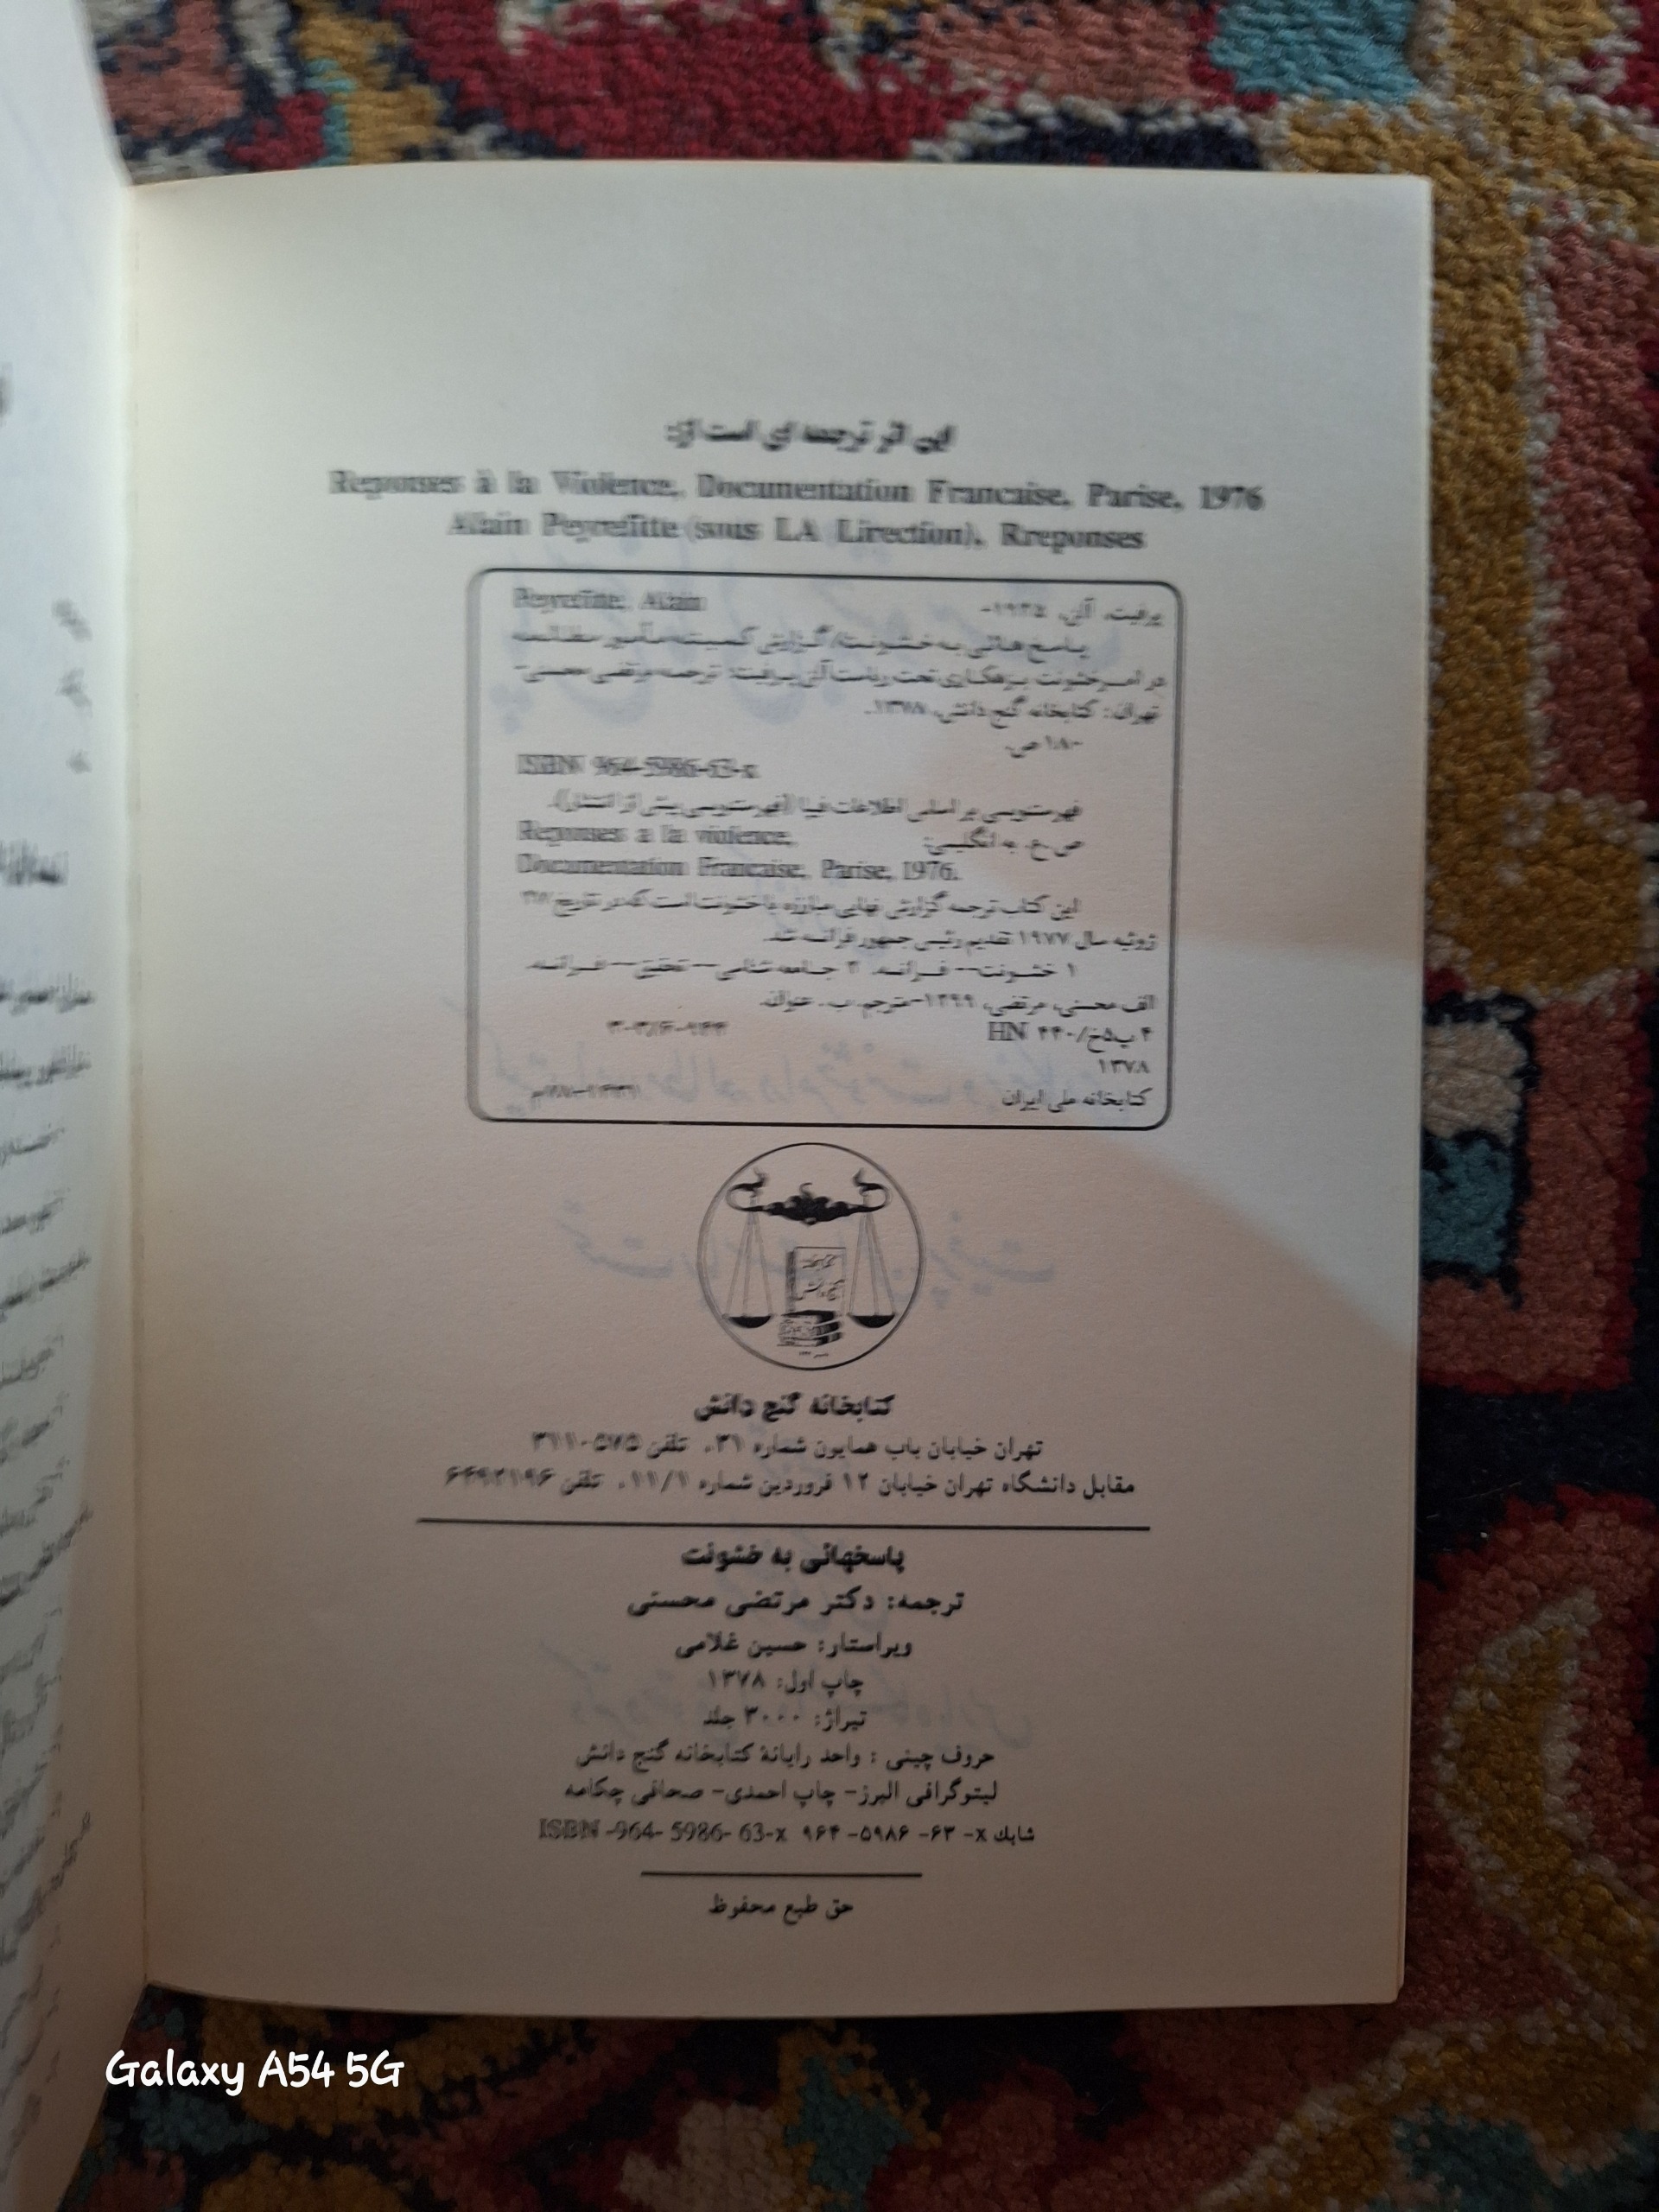 این اثر ترجمه ای است از:
Reponses à la Violence, Documentation Francaise, Parise, 1976
Alain Peyrefitte (sous LA Lirection), Rreponses
پرفیت، آلن، ۱۹۲۵- Peyrefitte, Alain
پاسخ هائی به خشونت/ گزارش کمیته مأمور مطالعه
در امر خشونت و بزهکاری تحت ریاست آلن پرفیت؛ ترجمه مرتضی محسنی-
تهران: کتابخانه گنج دانش، ۱۳۷۸.
۱۸۰ص.
ISBN 964-5986-63-x
فهرستنویسی بر اساس اطلاعات فیپا (فهرستنویسی پیش از انتشار).
ص.ع. به انگلیسی: Reponses a la violence,
Documentation Francaise, Parise, 1976.
این کتاب ترجمه گزارش نهایی مبارزه با خشونت است که در تاریخ
ژوئیه سال ۱۹۷۷ تقدیم رئیس جمهور فرانسه شد.
۱ خشونت-- فرانسه. ۲ جامعه شناسی-- تحقیق-- فرانسه.
الف محسنی، مرتضی، ۱۲۹۹-مترجم. ب. عنوان.
۴ پ۵خ/۴۴۰ HN ۳۰۳/۶۰۹۴۴
۱۳۷۸
کتابخانه ملی ایران
کتابخانه گنج دانش
تهران خیابان باب همایون شماره ۳۱. تلفن ۳۱۱۰۵۷۵
مقابل دانشگاه تهران خیابان ۱۲ فروردین شماره ۱۱/۱. تلفن ۶۴۹۲۱۹۶
پاسخهائی به خشونت
ترجمه: دکتر مرتضی محسنی
ویراستار: حسین غلامی
چاپ اول: ۱۳۷۸
تیراژ: ۳۰۰۰ جلد
حروف چینی : واحد رایانهٔ کتابخانه گنج دانش
لیتوگرافی البرز- چاپ احمدی- صحافی چکامه
شابك x- ۶۳- ۵۹۸۶- ۹۶۴ ISBN -964- 5986- 63-x
حق طبع محفوظ
Galaxy A54 5G